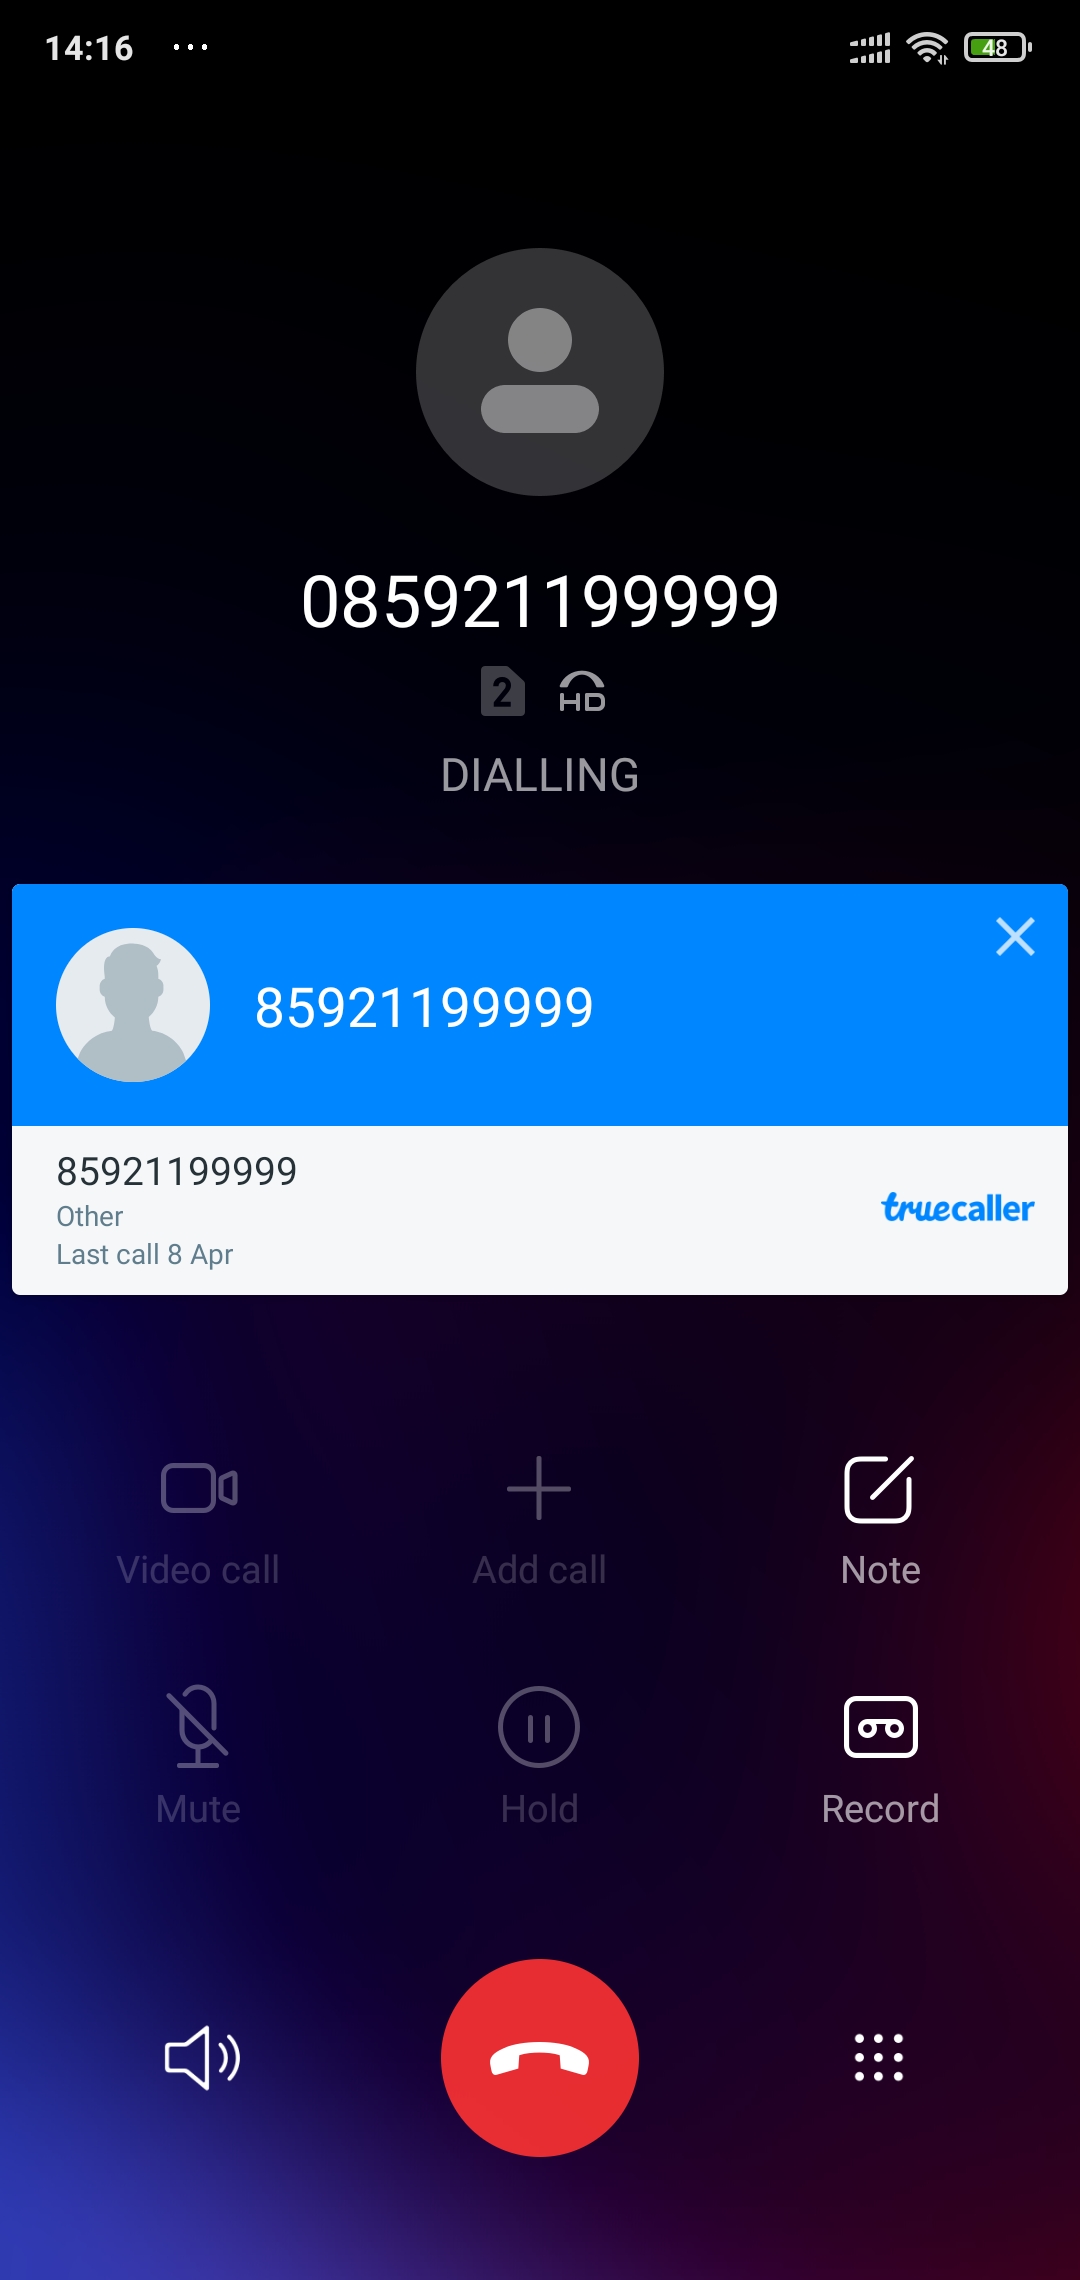 14:16 ...
48
085921199999
2 HD
DIALLING
85921199999
85921199999
Other
Last call 8 Apr
truecaller
Video call
Add call
Note
Mute
Hold
Record